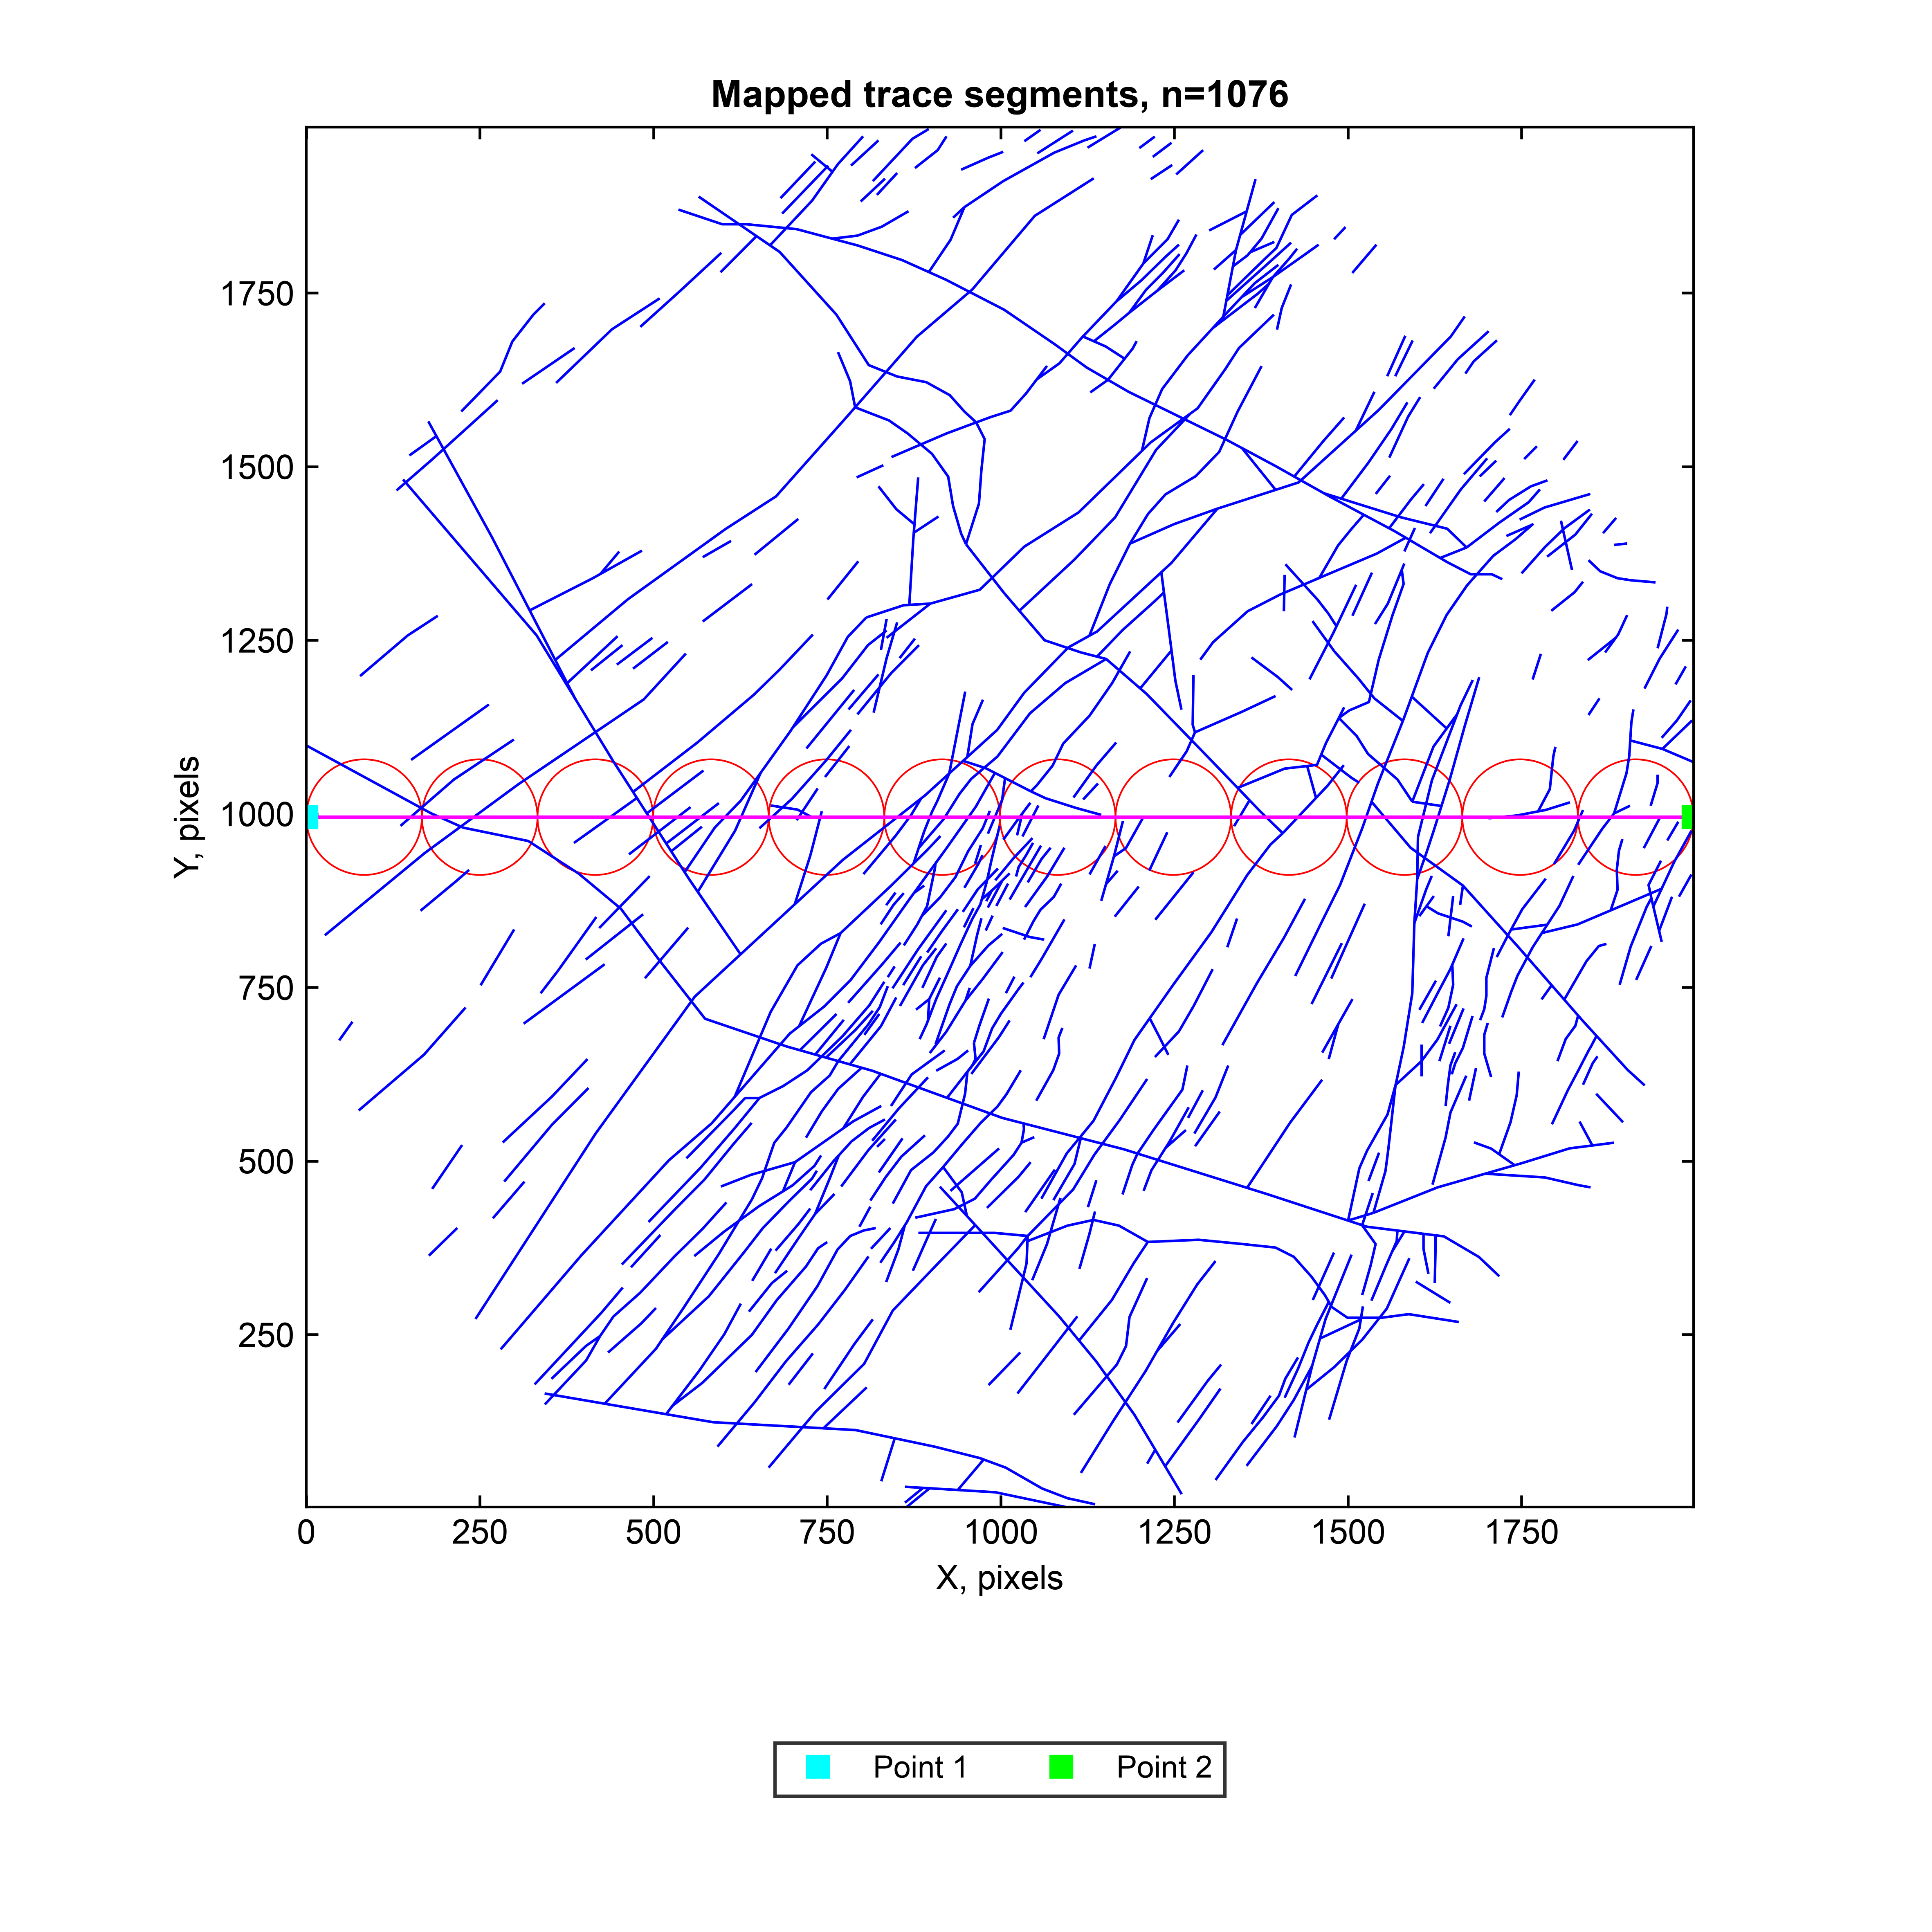 Mapped trace segments, n=1076
1750
1500
1250
1000
750
500
250
Y, pixels
0 250 500 750 1000 1250 1500 1750
X, pixels
Point 1 Point 2